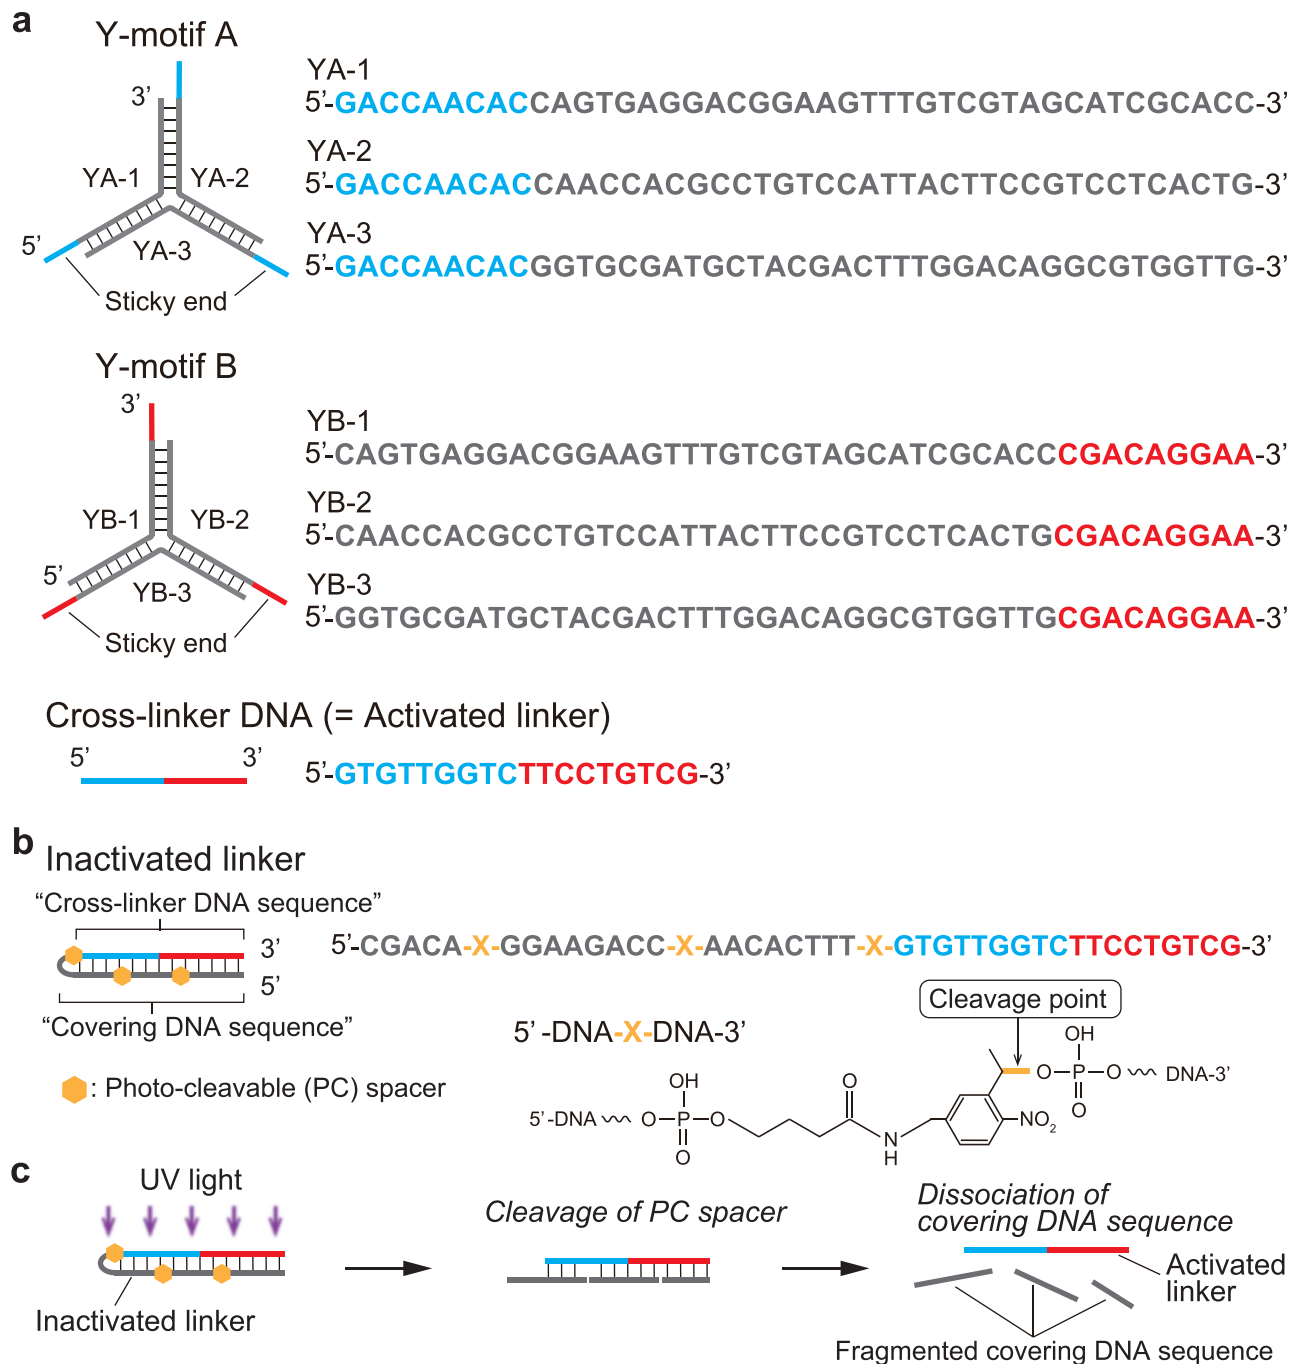 a
Y-motif A
3’
YA-1 YA-2
5’
YA-3
Sticky end
YA-1
5’-GACCAACACCAGTGAGGACGGAAGTTTGTCGTAGCATCGCACC-3’
YA-2
5’-GACCAACACCAACCACGCCTGTCCATTACTTCCGTCCTCACTG-3’
YA-3
5’-GACCAACACGGTGCGATGCTACGACTTTGGACAGGCGTGGTTG-3’
Y-motif B
3’
YB-1 YB-2
5’
YB-3
Sticky end
YB-1
5’-CAGTGAGGACGGAAGTTTGTCGTAGCATCGCACCCGACAGGAA-3’
YB-2
5’-CAACCACGCCTGTCCATTACTTCCGTCCTCACTGCGACAGGAA-3’
YB-3
5’-GGTGCGATGCTACGACTTTGGACAGGCGTGGTTGCGACAGGAA-3’
Cross-linker DNA (= Activated linker)
5’ 3’
5’-GTGTTGGTCTTCCTGTCG-3’
b
Inactivated linker
“Cross-linker DNA sequence”
3’
5’
“Covering DNA sequence”
: Photo-cleavable (PC) spacer
5’-CGACA-X-GGAAGACC-X-AACACTTT-X-GTGTTGGTCTTCCTGTCG-3’
Cleavage point
5’ -DNA-X-DNA-3’
5’-DNA O P O OH O O N H NO2 O P O OH O DNA-3’
c
UV light
Inactivated linker
Cleavage of PC spacer
Dissociation of
covering DNA sequence
Activated
linker
Fragmented covering DNA sequence